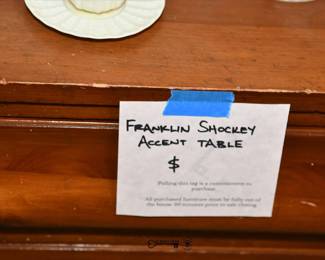 FRANKLIN SHOCKEY
ACCENT TABLE
$
Pulling this tag is a commitment to
purchase.
All purchased furniture must be fully out of
the house 30 minutes prior to sale closing.